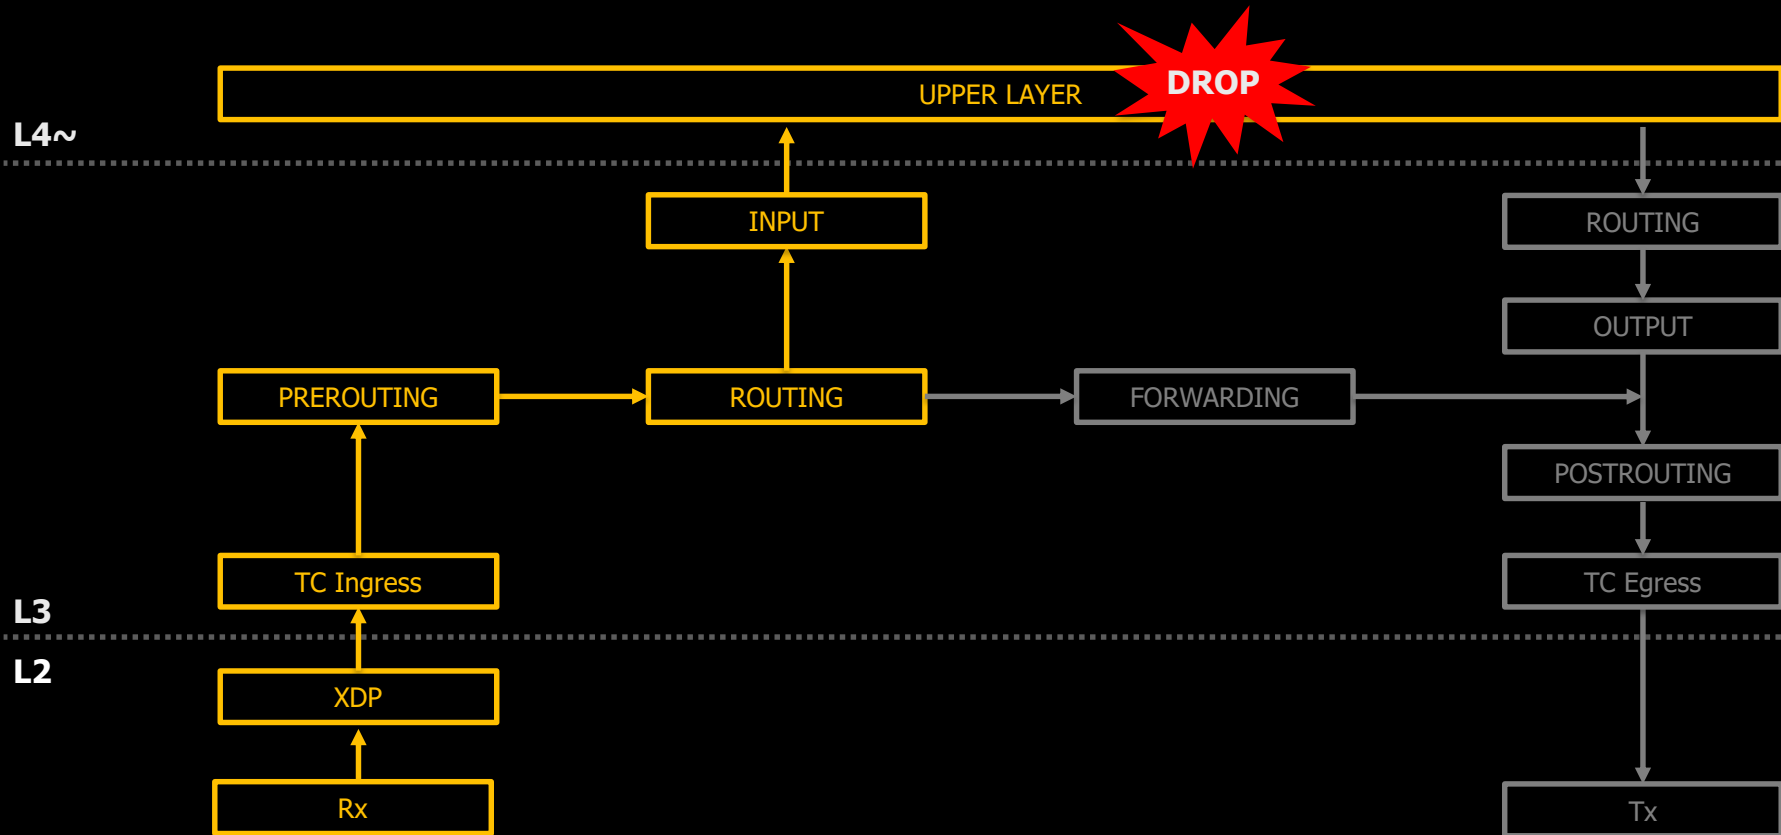 UPPER LAYER
DROP
L4~
INPUT
ROUTING
OUTPUT
PREROUTING
ROUTING
FORWARDING
POSTROUTING
TC Ingress
TC Egress
L3
L2
XDP
Rx
Tx